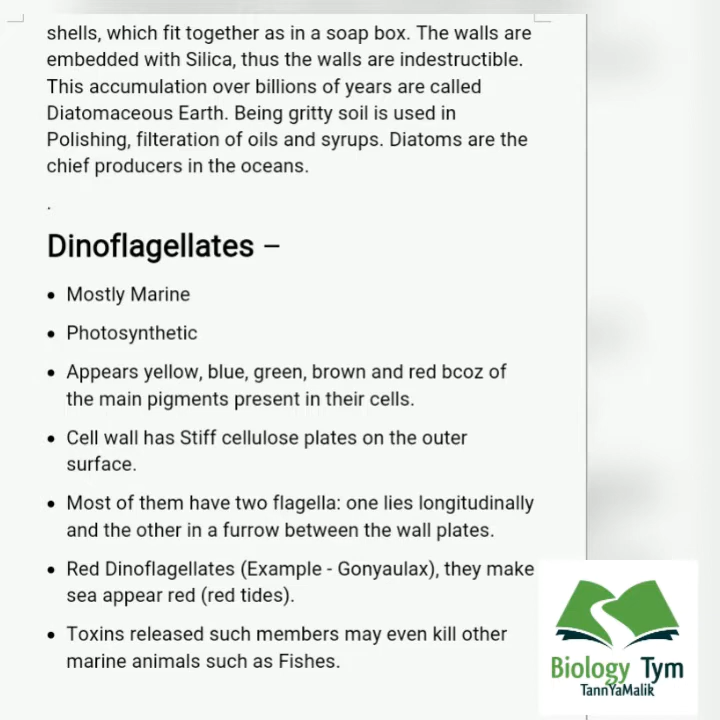 shells, which fit together as in a soap box. The walls are
embedded with Silica, thus the walls are indestructible.
This accumulation over billions of years are called
Diatomaceous Earth. Being gritty soil is used in
Polishing, filteration of oils and syrups. Diatoms are the
chief producers in the oceans.
.
Dinoflagellates –
• Mostly Marine
• Photosynthetic
• Appears yellow, blue, green, brown and red bcoz of
the main pigments present in their cells.
• Cell wall has Stiff cellulose plates on the outer
surface.
• Most of them have two flagella: one lies longitudinally
and the other in a furrow between the wall plates.
• Red Dinoflagellates (Example - Gonyaulax), they make
sea appear red (red tides).
• Toxins released such members may even kill other
marine animals such as Fishes.
Biology Tym
TannYaMalik